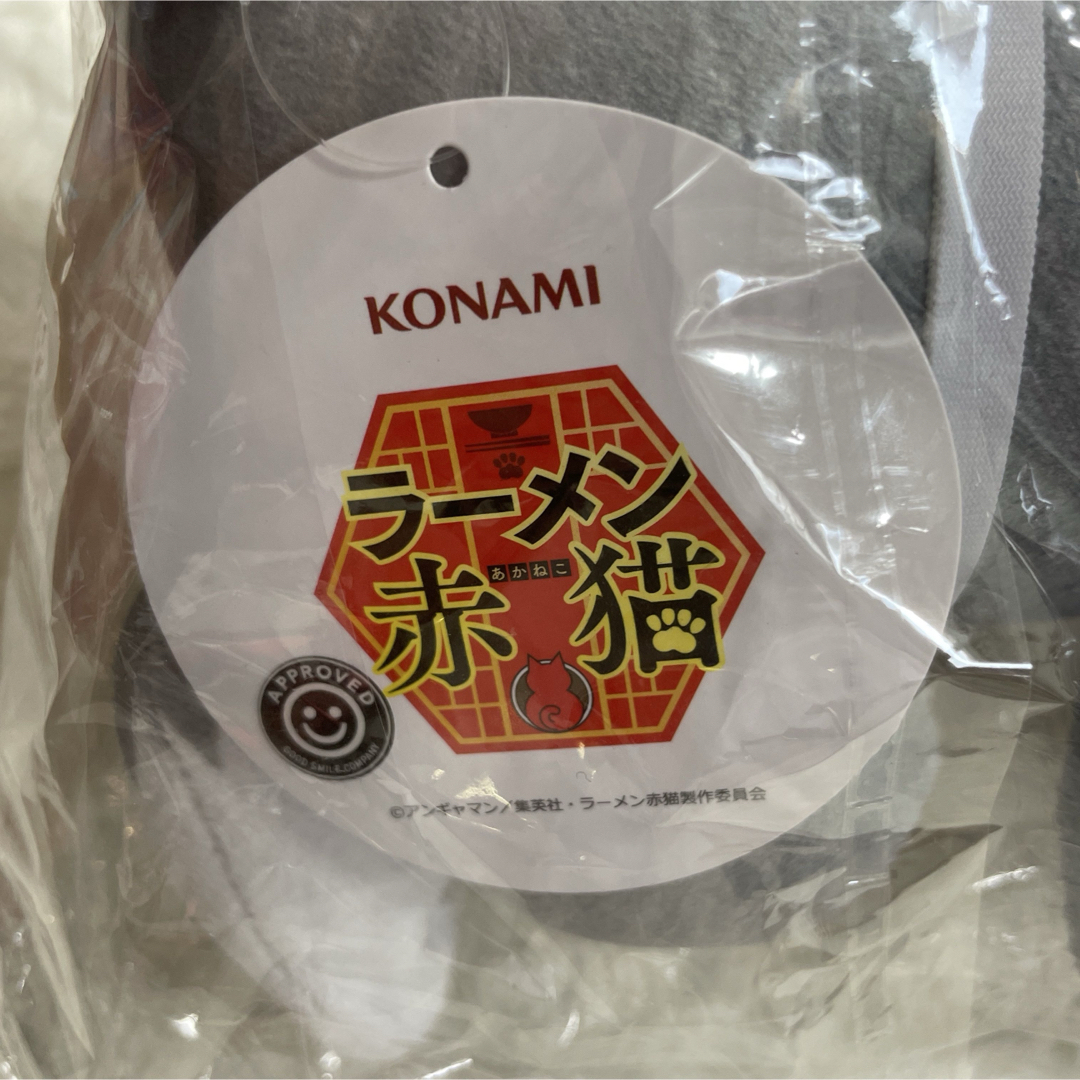 KONAMI
ラーメン
あかねこ
赤猫
APPROVED
GOOD SMILE COMPANY
©アンギャマン/集英社・ラーメン赤猫製作委員会